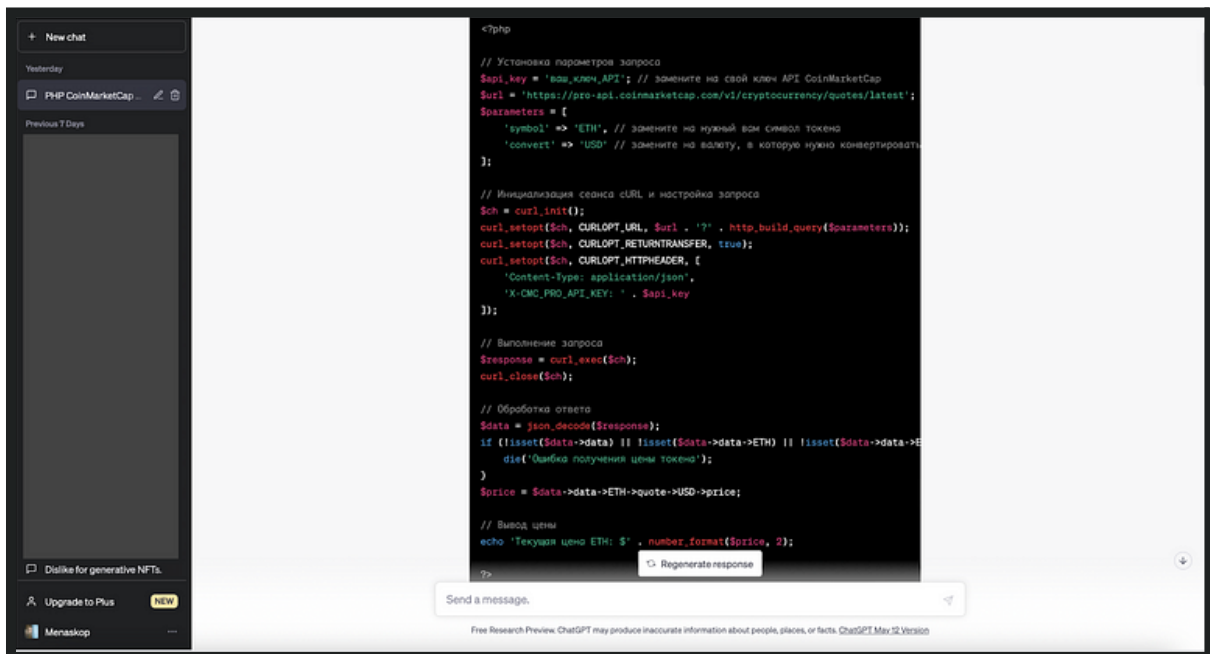 + New chat
Yesterday
PHP CoinMarketCap
Previous 7 Days
Dislike for generative NFTs.
Upgrade to Plus NEW
Menaskop
<?php
// Установка параметров запроса
$api_key = 'ваш_ключ_API'; // замените на свой ключ API CoinMarketCap
$url = 'https://pro-api.coinmarketcap.com/v1/cryptocurrency/quotes/latest';
$parameters = [
'symbol' => 'ETH', // замените на нужный вам символ токена
'convert' => 'USD' // замените на валюту, в которую нужно конвертировать
];
// Инициализация сеанса cURL и настройка запроса
$ch = curl_init();
curl_setopt($ch, CURLOPT_URL, $url . '?' . http_build_query($parameters));
curl_setopt($ch, CURLOPT_RETURNTRANSFER, true);
curl_setopt($ch, CURLOPT_HTTPHEADER, [
'Content-Type: application/json',
'X-CMC_PRO_API_KEY: ' . $api_key
]);
// Выполнение запроса
$response = curl_exec($ch);
curl_close($ch);
// Обработка ответа
$data = json_decode($response);
if (!isset($data->data) || !isset($data->data->ETH) || !isset($data->data->E
die('Ошибка получения цены токена');
}
$price = $data->data->ETH->quote->USD->price;
// Вывод цены
echo 'Текущая цена ETH: $' . number_format($price, 2);
?>
Regenerate response
Send a message.
Free Research Preview. ChatGPT may produce inaccurate information about people, places, or facts. ChatGPT May 12 Version